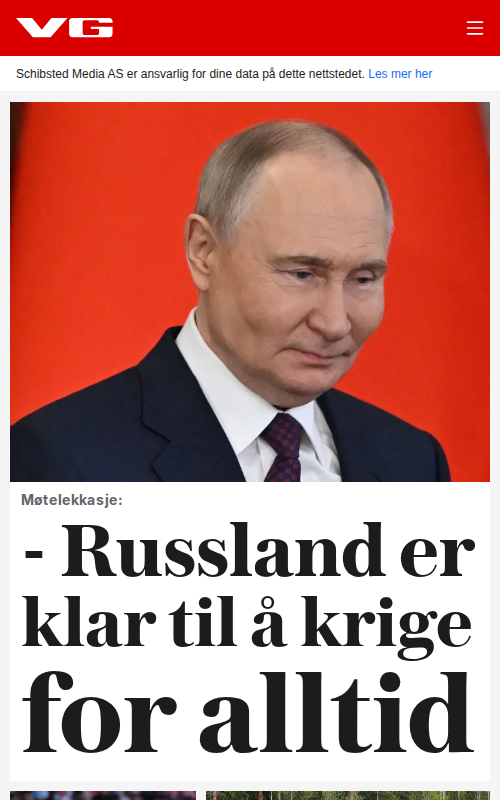 VG
Schibsted Media AS er ansvarlig for dine data på dette nettstedet. Les mer her
Møtelekkasje:
- Russland er
klar til å krige
for alltid